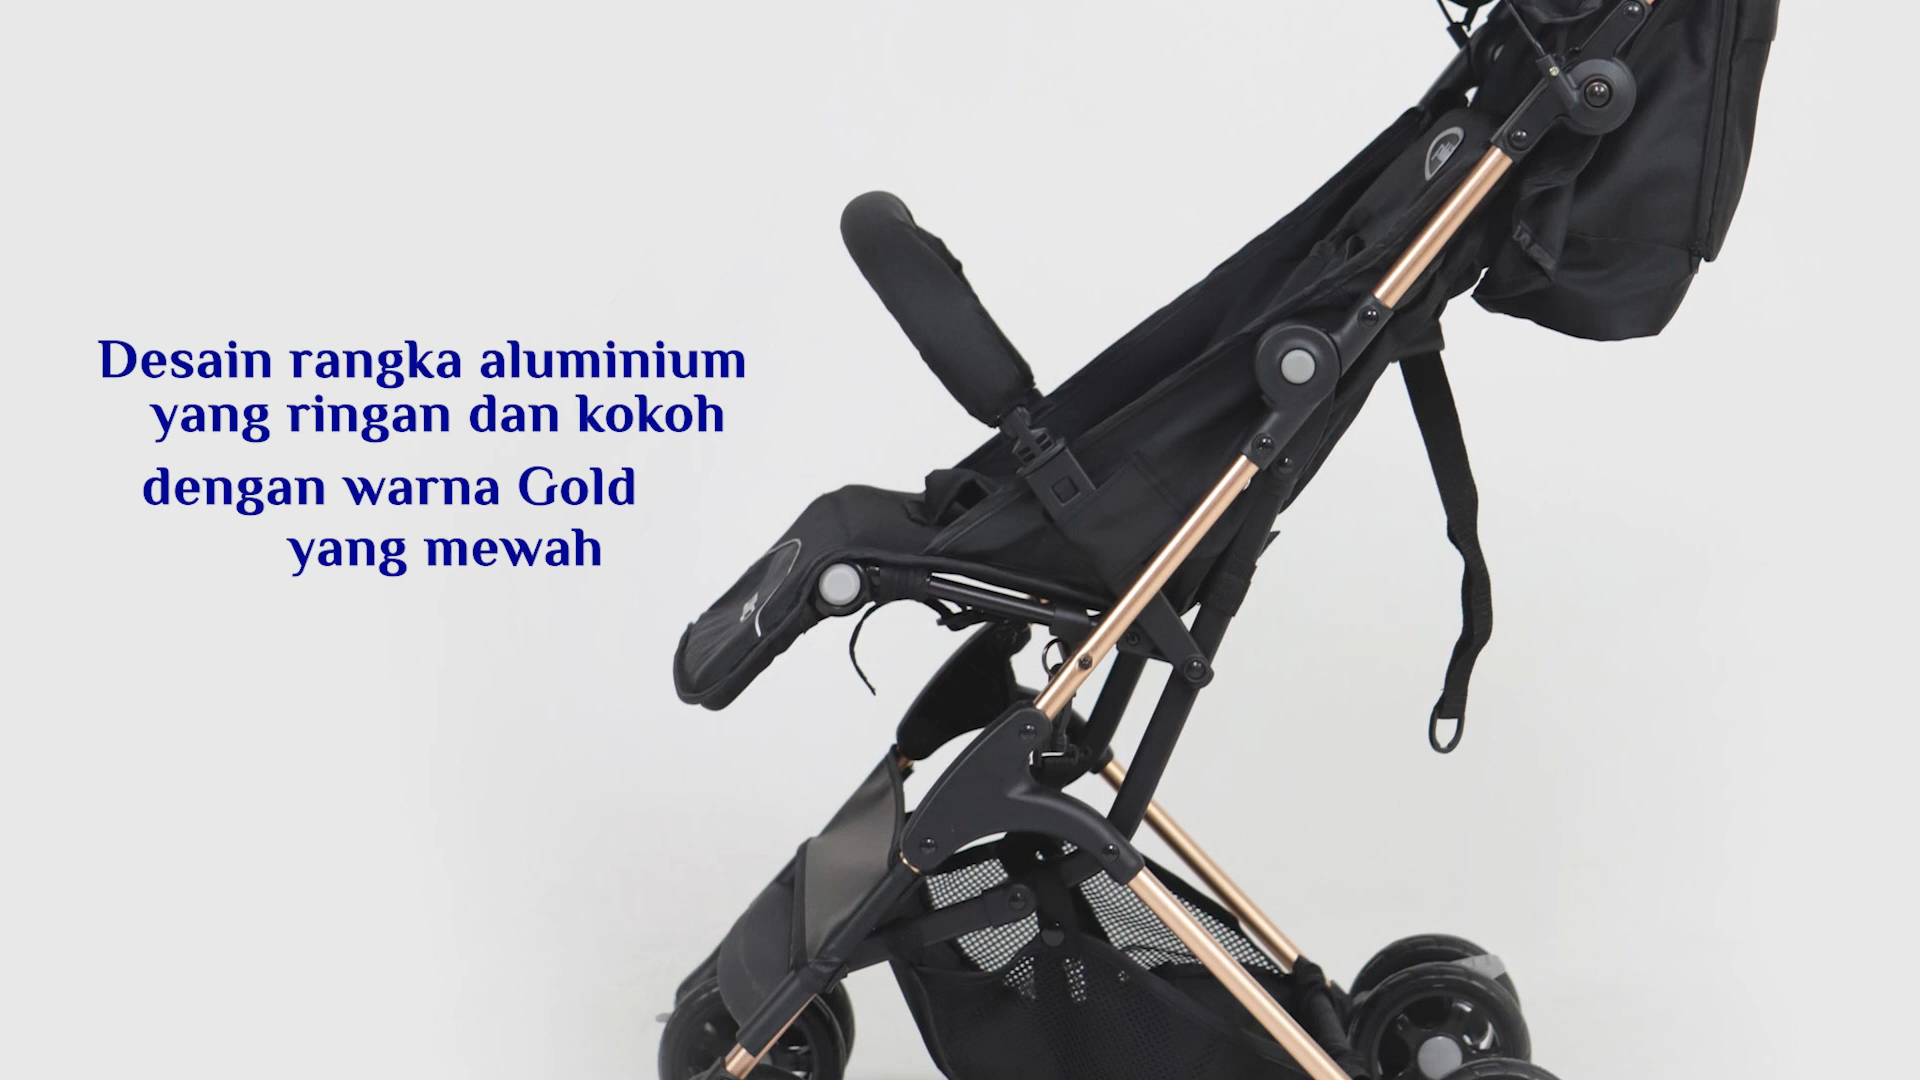 Desain rangka aluminium
yang ringan dan kokoh
dengan warna Gold
yang mewah